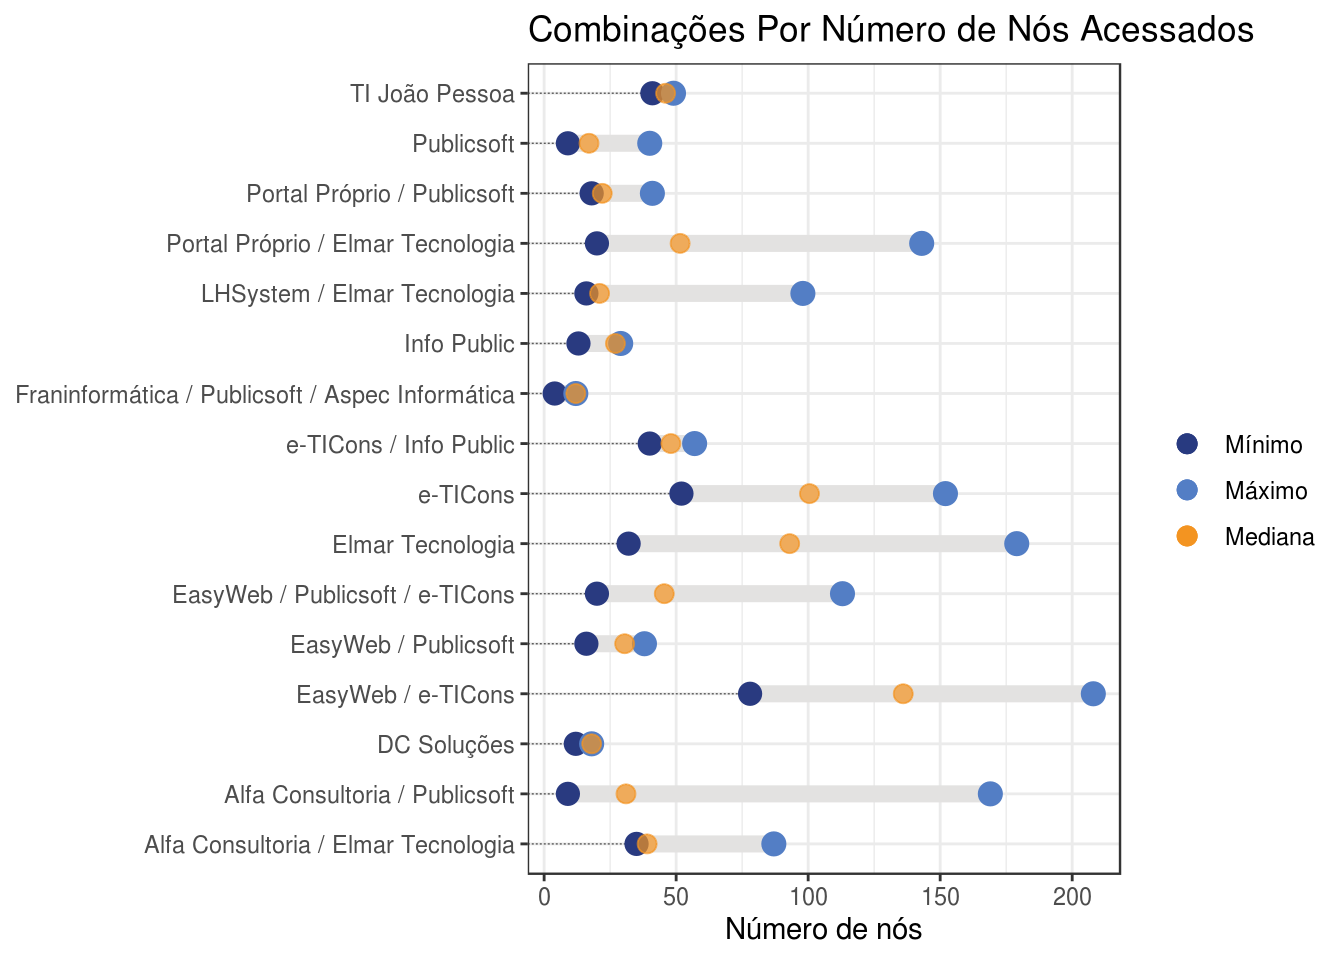 Combinações Por Número de Nós Acessados
TI João Pessoa
Publicsoft
Portal Próprio / Publicsoft
Portal Próprio / Elmar Tecnologia
LHSystem / Elmar Tecnologia
Info Public
Franinformática / Publicsoft / Aspec Informática
e-TICons / Info Public
e-TICons
Elmar Tecnologia
EasyWeb / Publicsoft / e-TICons
EasyWeb / Publicsoft
EasyWeb / e-TICons
DC Soluções
Alfa Consultoria / Publicsoft
Alfa Consultoria / Elmar Tecnologia
0 50 100 150 200
Número de nós
Mínimo
Máximo
Mediana